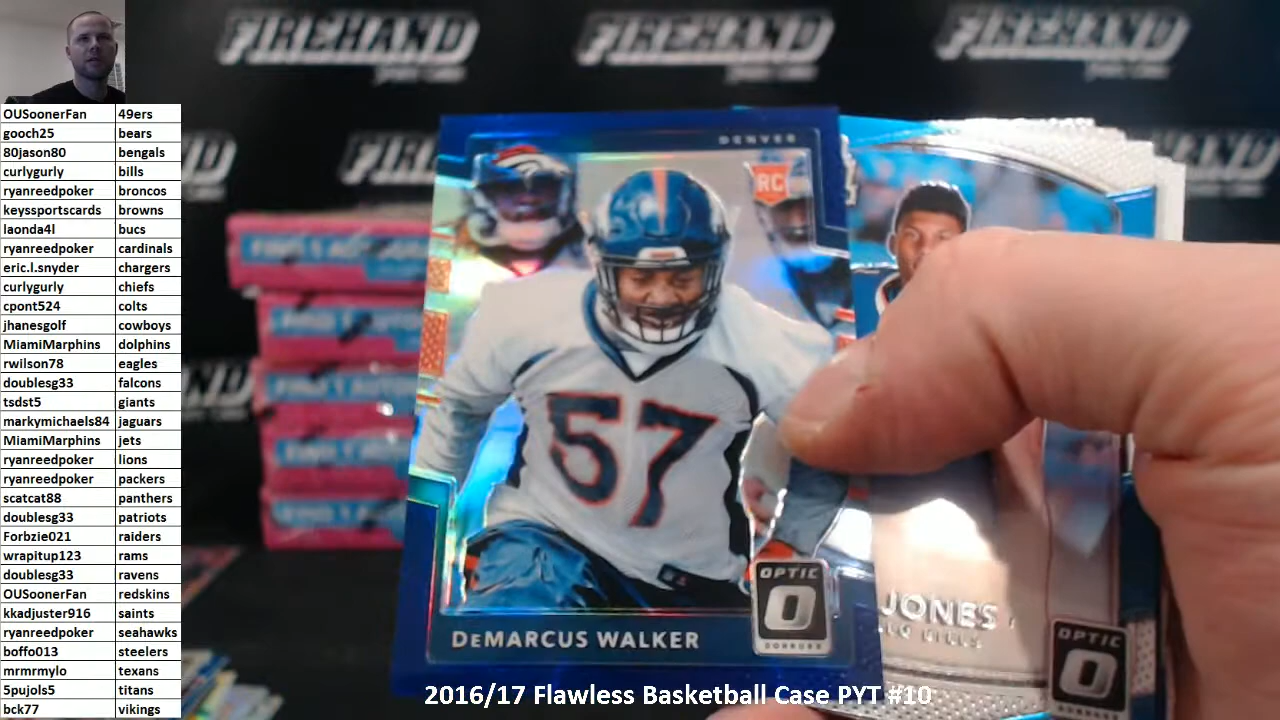 FIREHAND
FIREHAND
FIREHAND
OUSoonerFan 49ers
gooch25 bears
80jason80 bengals
curlygurly bills
ryanreedpoker broncos
keyssportscards browns
laonda4l bucs
ryanreedpoker cardinals
eric.l.snyder chargers
curlygurly chiefs
cpont524 colts
jhanesgolf cowboys
MiamiMarphins dolphins
rwilson78 eagles
doublesg33 falcons
tsdst5 giants
markymichaels84 jaguars
MiamiMarphins jets
ryanreedpoker lions
ryanreedpoker packers
scatcat88 panthers
doublesg33 patriots
Forbzie021 raiders
wrapitup123 rams
doublesg33 ravens
OUSoonerFan redskins
kkadjuster916 saints
ryanreedpoker seahawks
boffo013 steelers
mrmrmylo texans
5pujols5 titans
bck77 vikings
DENVER
RC
57
OPTIC
O
DONRUSS
DEMARCUS WALKER
JONES
BILLS
OPTIC
O
FIND 1 AUTO
2016/17 Flawless Basketball Case PYT #10